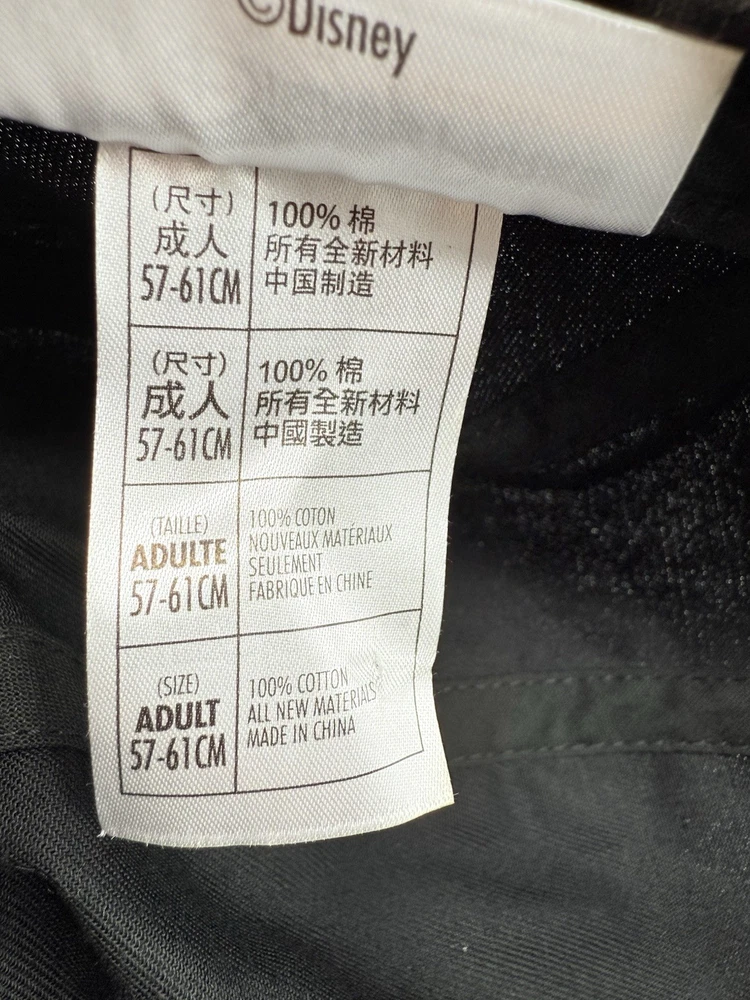 ©Disney
(尺寸)
成人
57-61CM
100% 棉
所有全新材料
中国制造
(尺寸)
成人
57-61CM
100% 棉
所有全新材料
中國製造
(TAILLE)
ADULTE
57-61CM
100% COTON
NOUVEAUX MATÉRIAUX
SEULEMENT
FABRIQUE EN CHINE
(SIZE)
ADULT
57-61CM
100% COTTON
ALL NEW MATERIALS
MADE IN CHINA